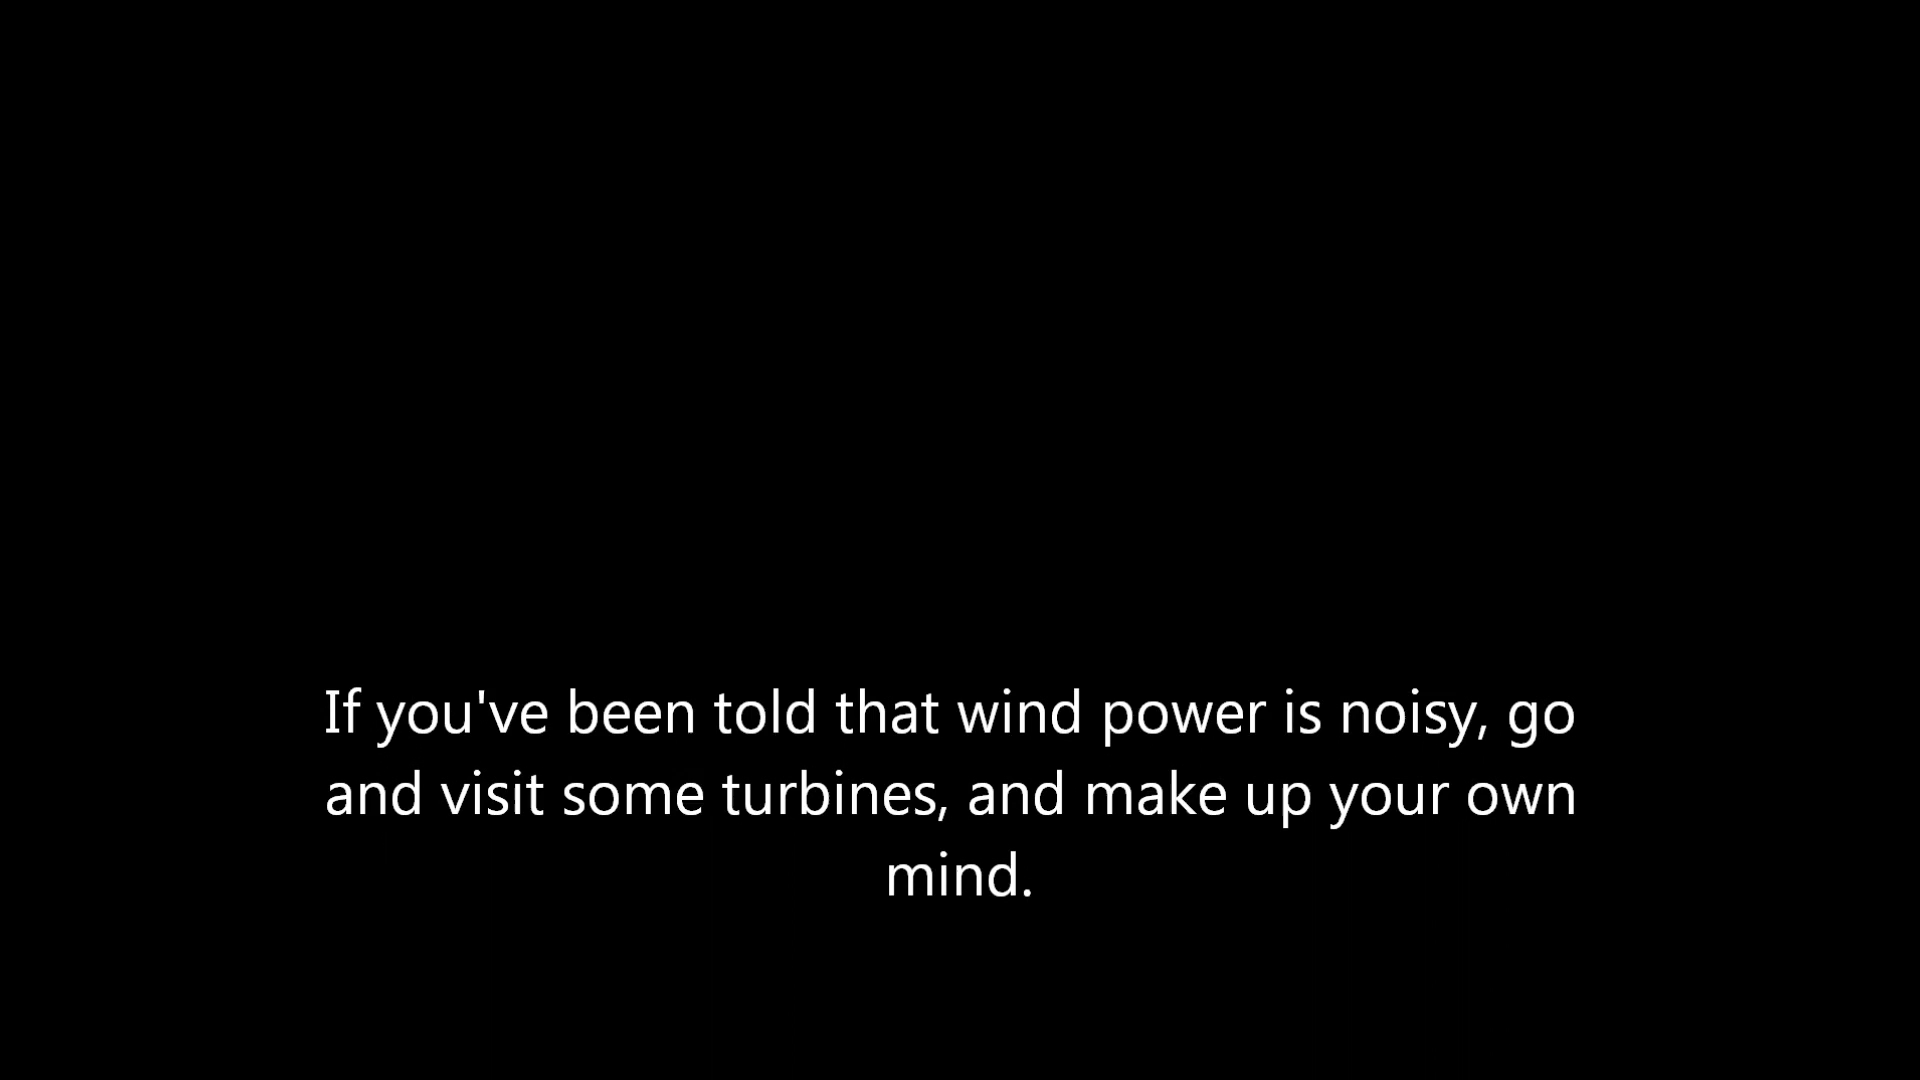 If you've been told that wind power is noisy, go
and visit some turbines, and make up your own
mind.